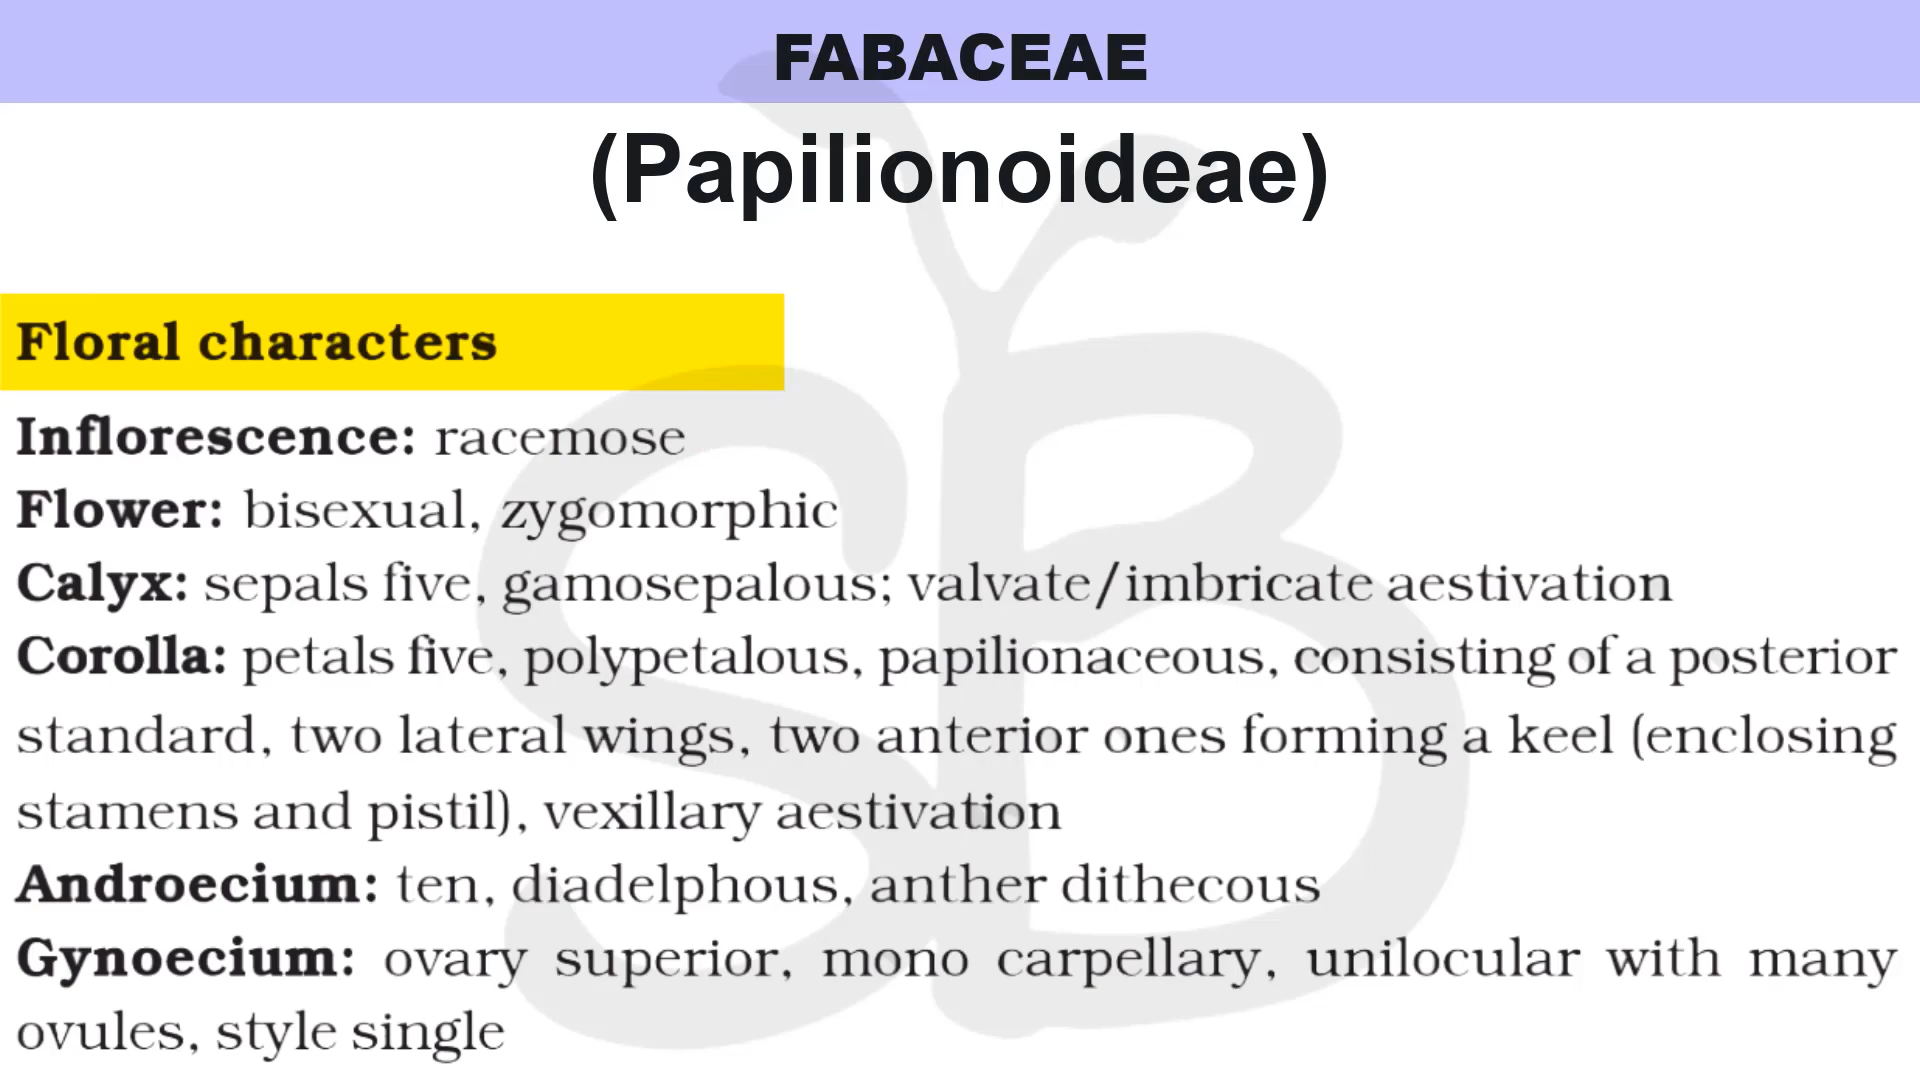 FABACEAE
(Papilionoideae)
Floral characters
Inflorescence: racemose
Flower: bisexual, zygomorphic
Calyx: sepals five, gamosepalous; valvate/imbricate aestivation
Corolla: petals five, polypetalous, papilionaceous, consisting of a posterior
standard, two lateral wings, two anterior ones forming a keel (enclosing
stamens and pistil), vexillary aestivation
Androecium: ten, diadelphous, anther dithecous
Gynoecium: ovary superior, mono carpellary, unilocular with many
ovules, style single
SB